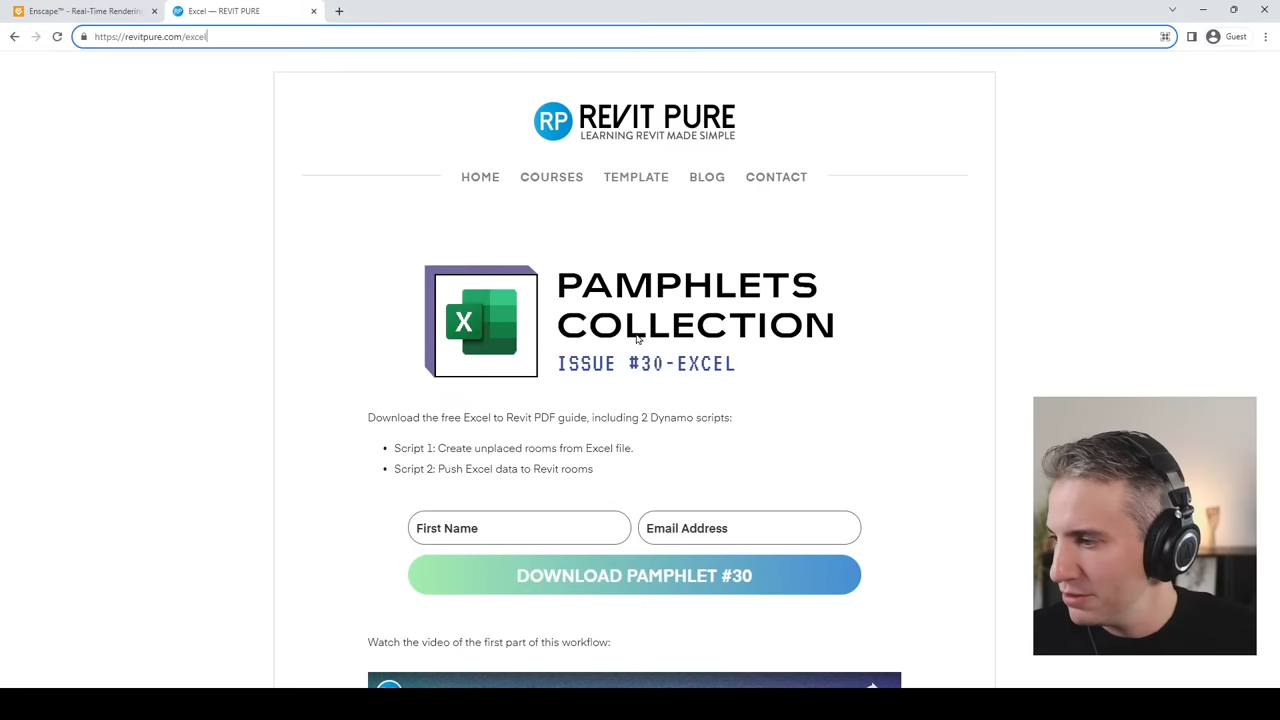 Enscape™ - Real-Time Renderin
Excel — REVIT PURE
https://revitpure.com/excel
Guest
RP REVIT PURE
LEARNING REVIT MADE SIMPLE
HOME COURSES TEMPLATE BLOG CONTACT
X
PAMPHLETS
COLLECTION
ISSUE #30-EXCEL
Download the free Excel to Revit PDF guide, including 2 Dynamo scripts:
• Script 1: Create unplaced rooms from Excel file.
• Script 2: Push Excel data to Revit rooms
First Name Email Address
DOWNLOAD PAMPHLET #30
Watch the video of the first part of this workflow: